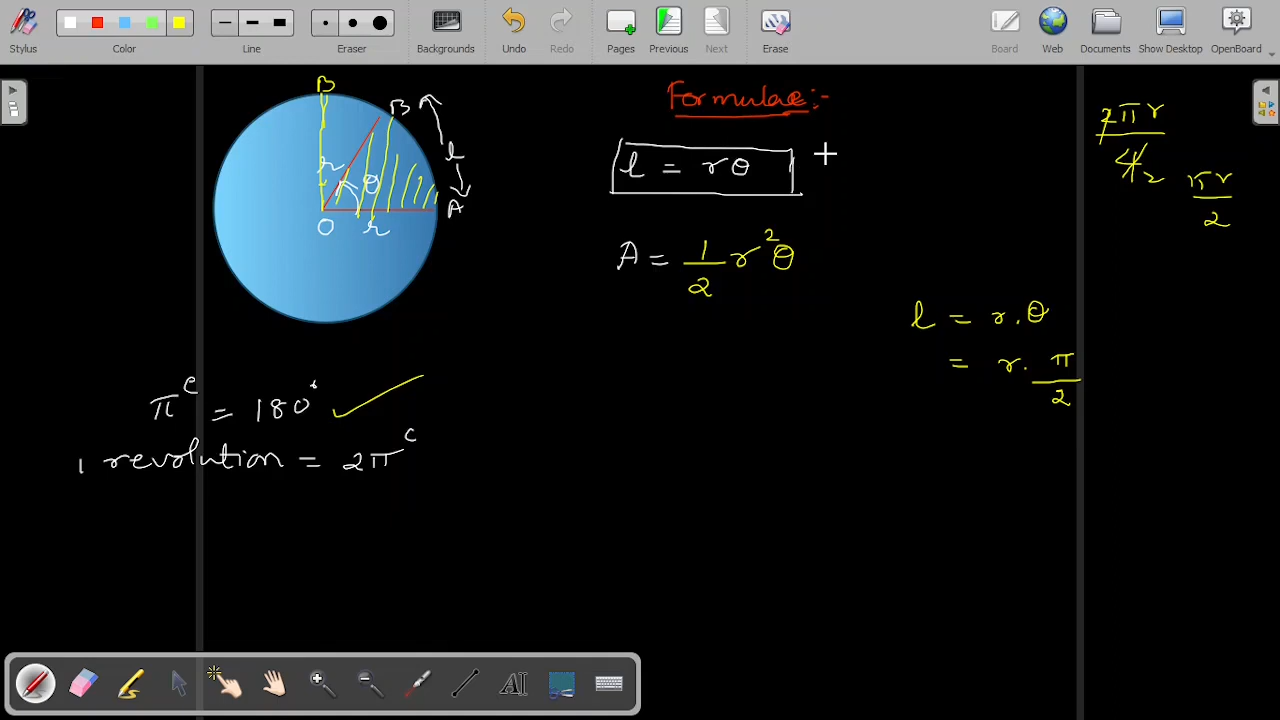 Stylus
Color
Line
Eraser
Backgrounds
Undo
Redo
Pages
Previous
Next
Erase
Board
Web
Documents
Show Desktop
OpenBoard
B
B
r
θ
l
A
O
r
Formulae:-
l = rθ
A = 1/2 r²θ
2πr/4 2
πr/2
l = r.θ
= r. π/2
π^c = 180°
1 revolution = 2π^c